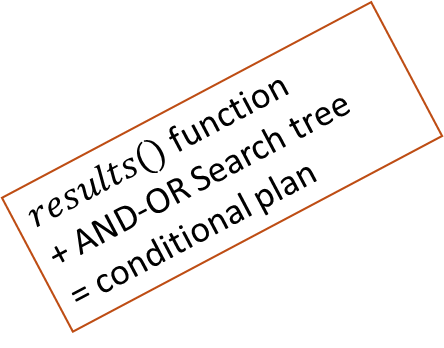 results() function
+ AND-OR Search tree
= conditional plan